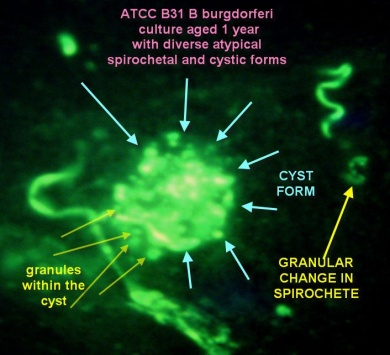 ATCC B31 B burgdorferi
culture aged 1 year
with diverse atypical
spirochetal and cystic forms
CYST
FORM
granules
within the
cyst
GRANULAR
CHANGE IN
SPIROCHETE